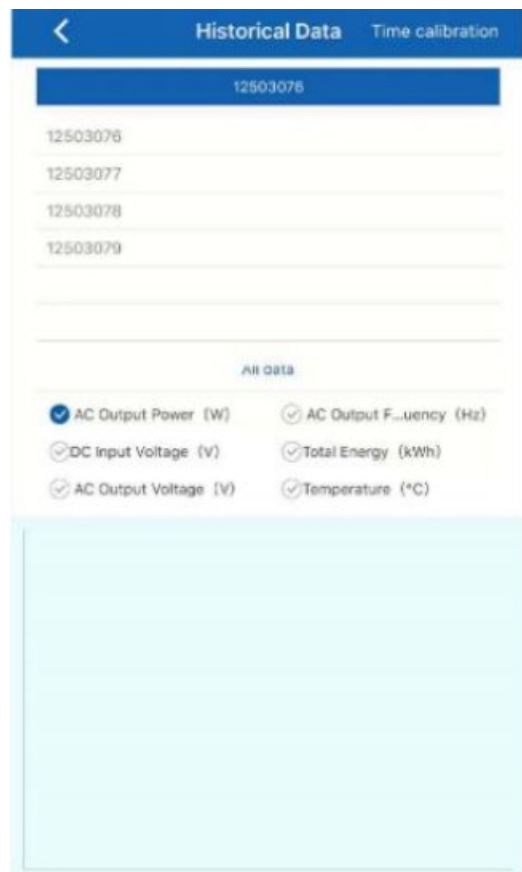 Historical Data Time calibration
12503076
12503076
12503077
12503078
12503079
All data
AC Output Power (W) AC Output F...uency (Hz)
DC Input Voltage (V) Total Energy (kWh)
AC Output Voltage (V) Temperature (°C)